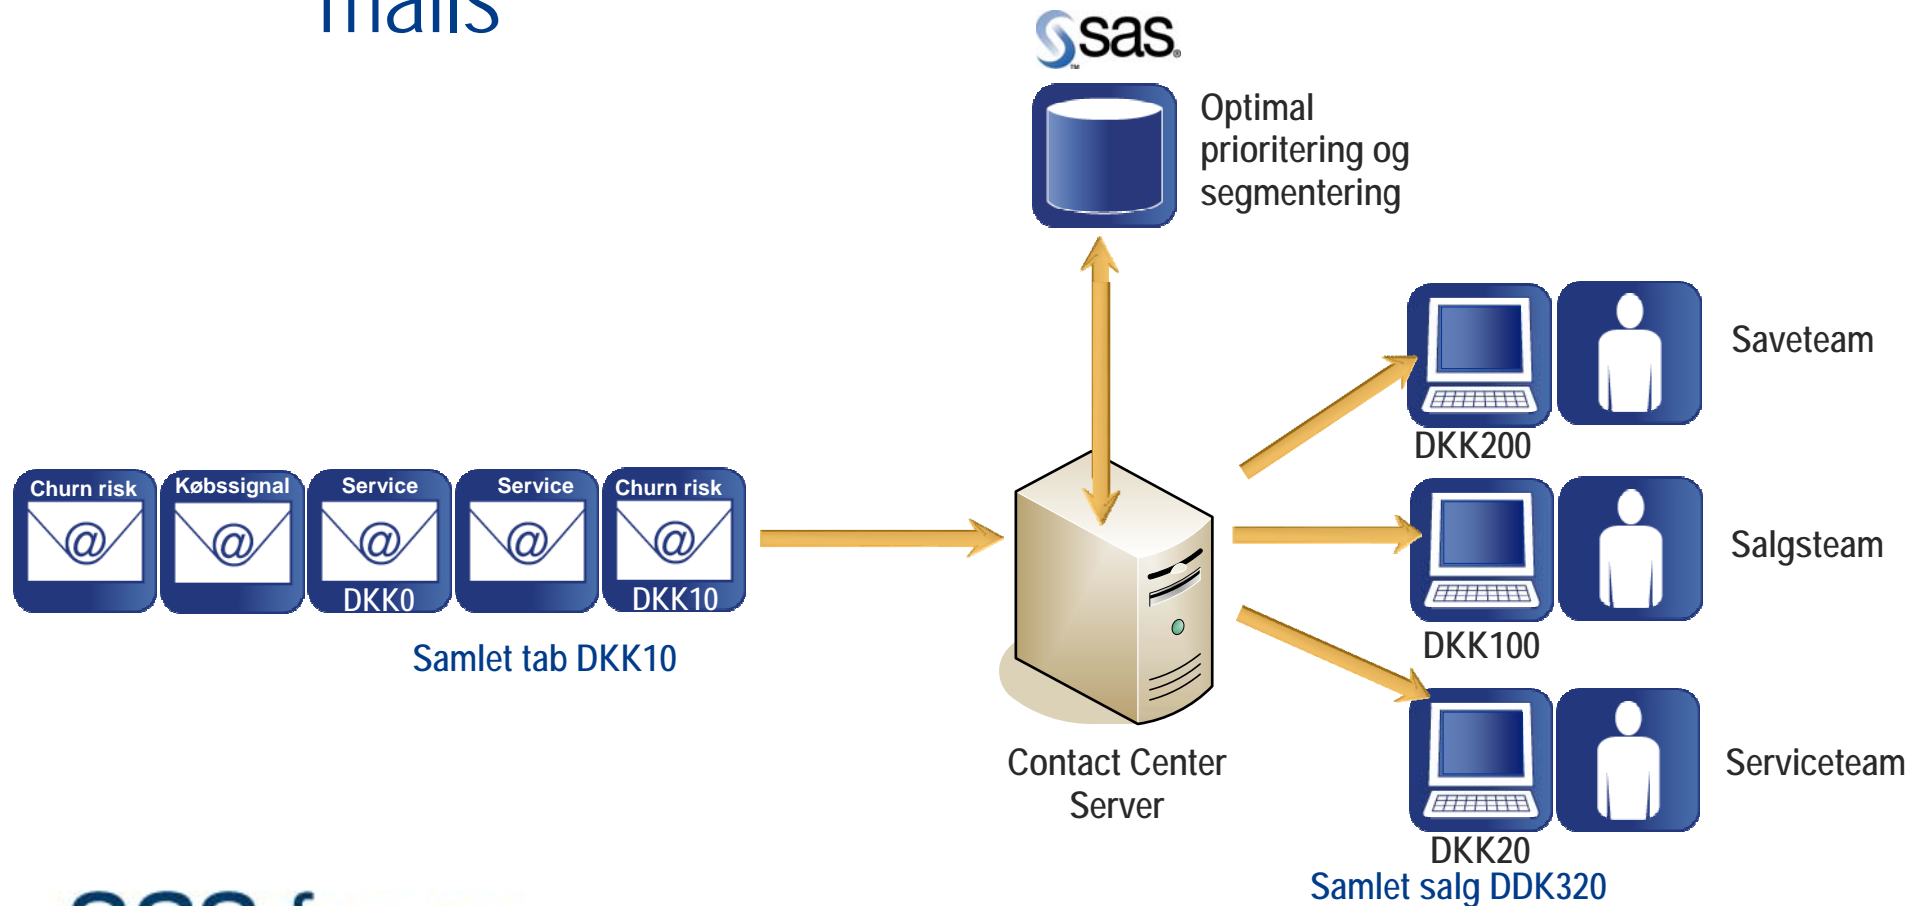 mails
sas
Optimal
prioritering og
segmentering
Saveteam
DKK200
Churn risk
Købssignal
Service
Service
Churn risk
@
@
@
@
@
DKK0
DKK10
Samlet tab DKK10
Salgsteam
DKK100
Contact Center
Server
Serviceteam
DKK20
Samlet salg DDK320